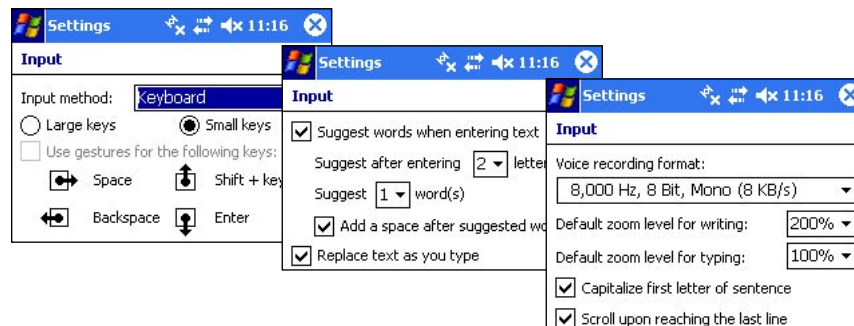 Settings 11:16
Input
Input method: Keyboard
Large keys Small keys
Use gestures for the following keys:
Space Shift + key
Backspace Enter
Settings 11:16
Input
Suggest words when entering text
Suggest after entering 2
Suggest 1 word(s)
Add a space after suggested
Replace text as you type
Settings 11:16
Input
Voice recording format:
8,000 Hz, 8 Bit, Mono (8 KB/s)
Default zoom level for writing: 200%
Default zoom level for typing: 100%
Capitalize first letter of sentence
Scroll upon reaching the last line